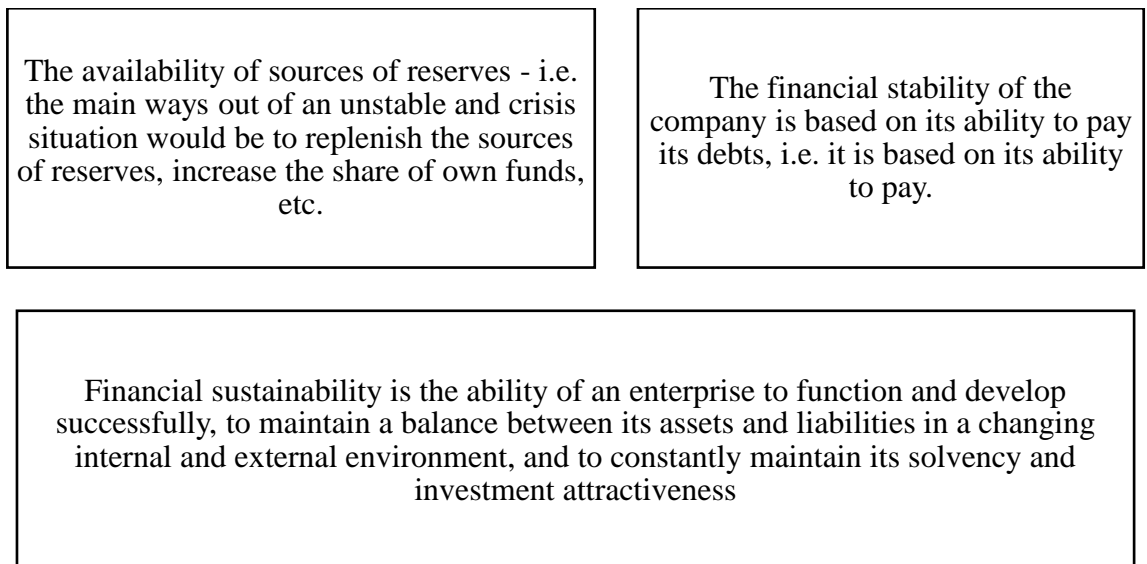 The availability of sources of reserves - i.e.
the main ways out of an unstable and crisis
situation would be to replenish the sources
of reserves, increase the share of own funds,
etc.
The financial stability of the
company is based on its ability to pay
its debts, i.e. it is based on its ability
to pay.
Financial sustainability is the ability of an enterprise to function and develop
successfully, to maintain a balance between its assets and liabilities in a changing
internal and external environment, and to constantly maintain its solvency and
investment attractiveness